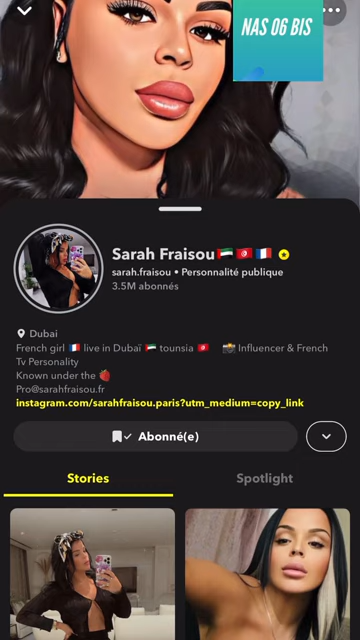 NAS 06 BIS
Sarah Fraisou🇦🇪 🇹🇳 🇫🇷
sarah.fraisou • Personnalité publique
3.5M abonnés
Dubai
French girl 🇫🇷 live in Dubaï 🇦🇪 tounsia 🇹🇳 📸 Influencer & French
Tv Personality
Known under the 🍓
Pro@sarahfraisou.fr
instagram.com/sarahfraisou.paris?utm_medium=copy_link
Abonné(e)
Stories Spotlight